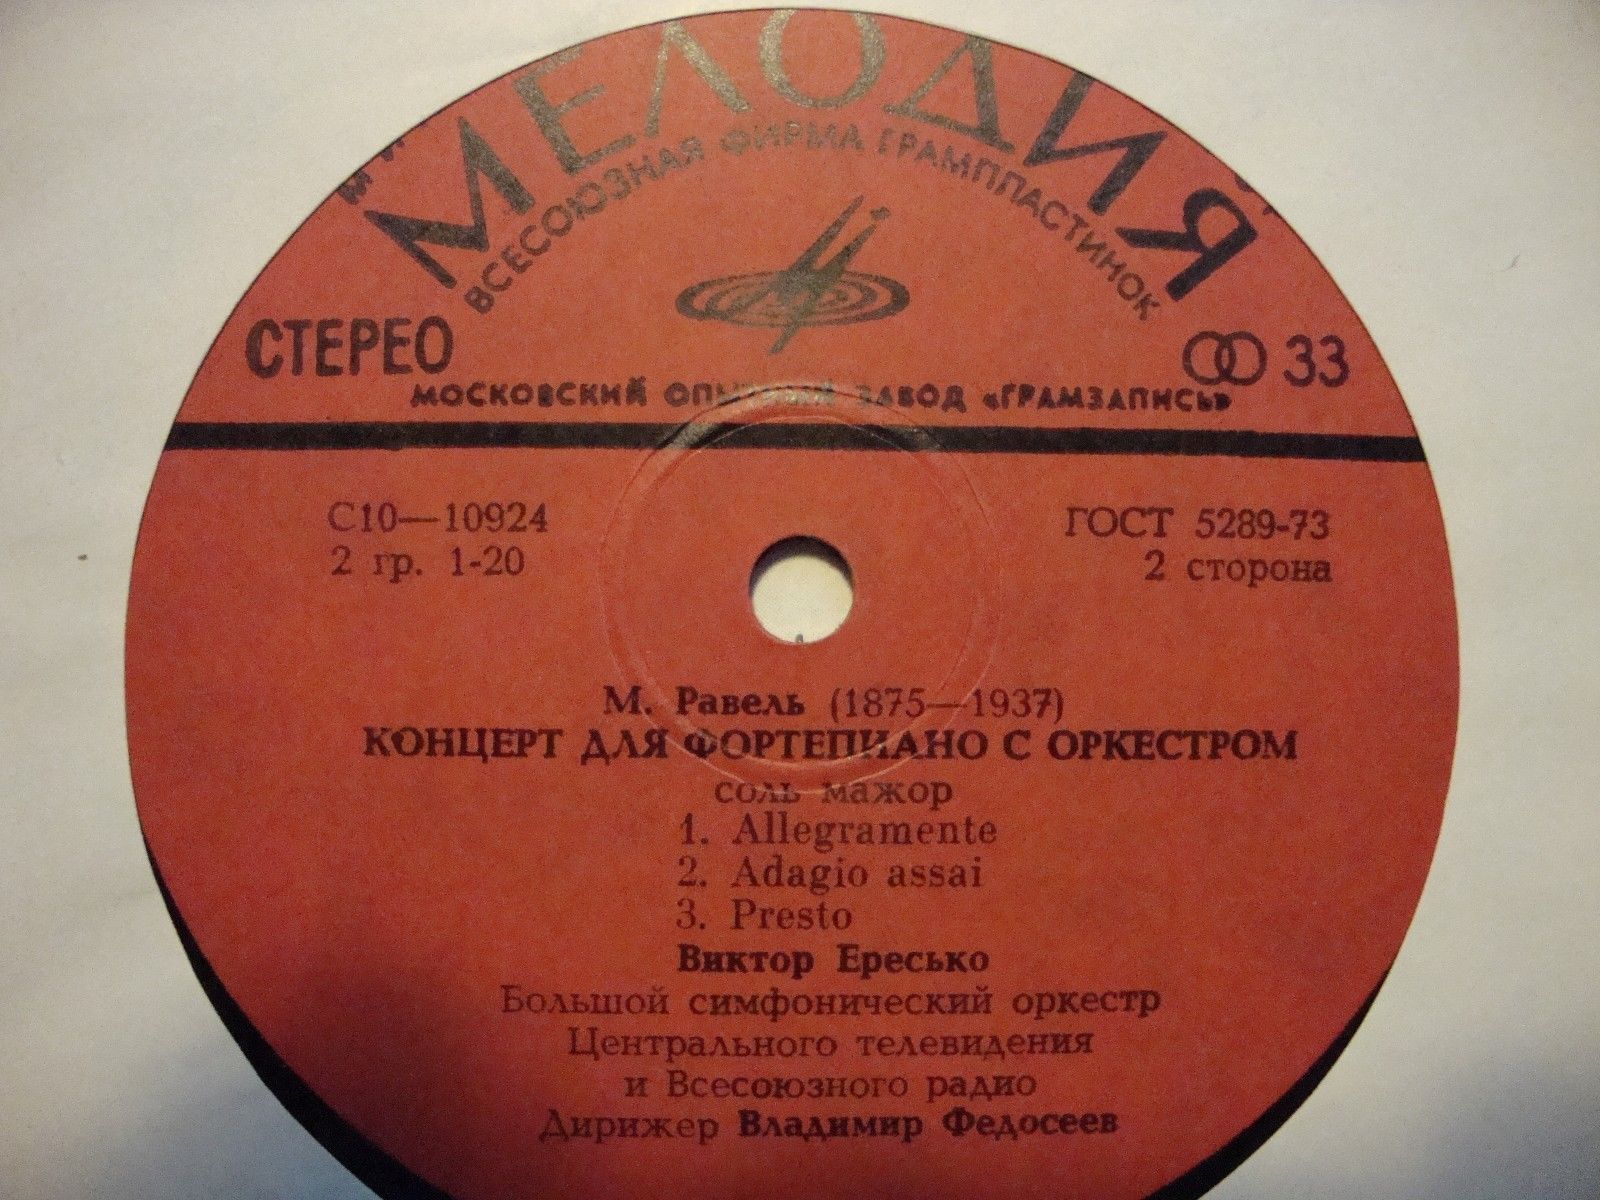 МЕЛОДИЯ
ВСЕСОЮЗНАЯ ФИРМА ГРАМПЛАСТИНОК
СТЕРЕО
33
МОСКОВСКИЙ ОПЫТНЫЙ ЗАВОД «ГРАМЗАПИСЬ»
С10—10924
ГОСТ 5289-73
2 гр. 1-20
2 сторона
М. Равель (1875—1937)
КОНЦЕРТ ДЛЯ ФОРТЕПИАНО С ОРКЕСТРОМ
соль мажор
1. Allegramente
2. Adagio assai
3. Presto
Виктор Ересько
Большой симфонический оркестр
Центрального телевидения
и Всесоюзного радио
Дирижер Владимир Федосеев